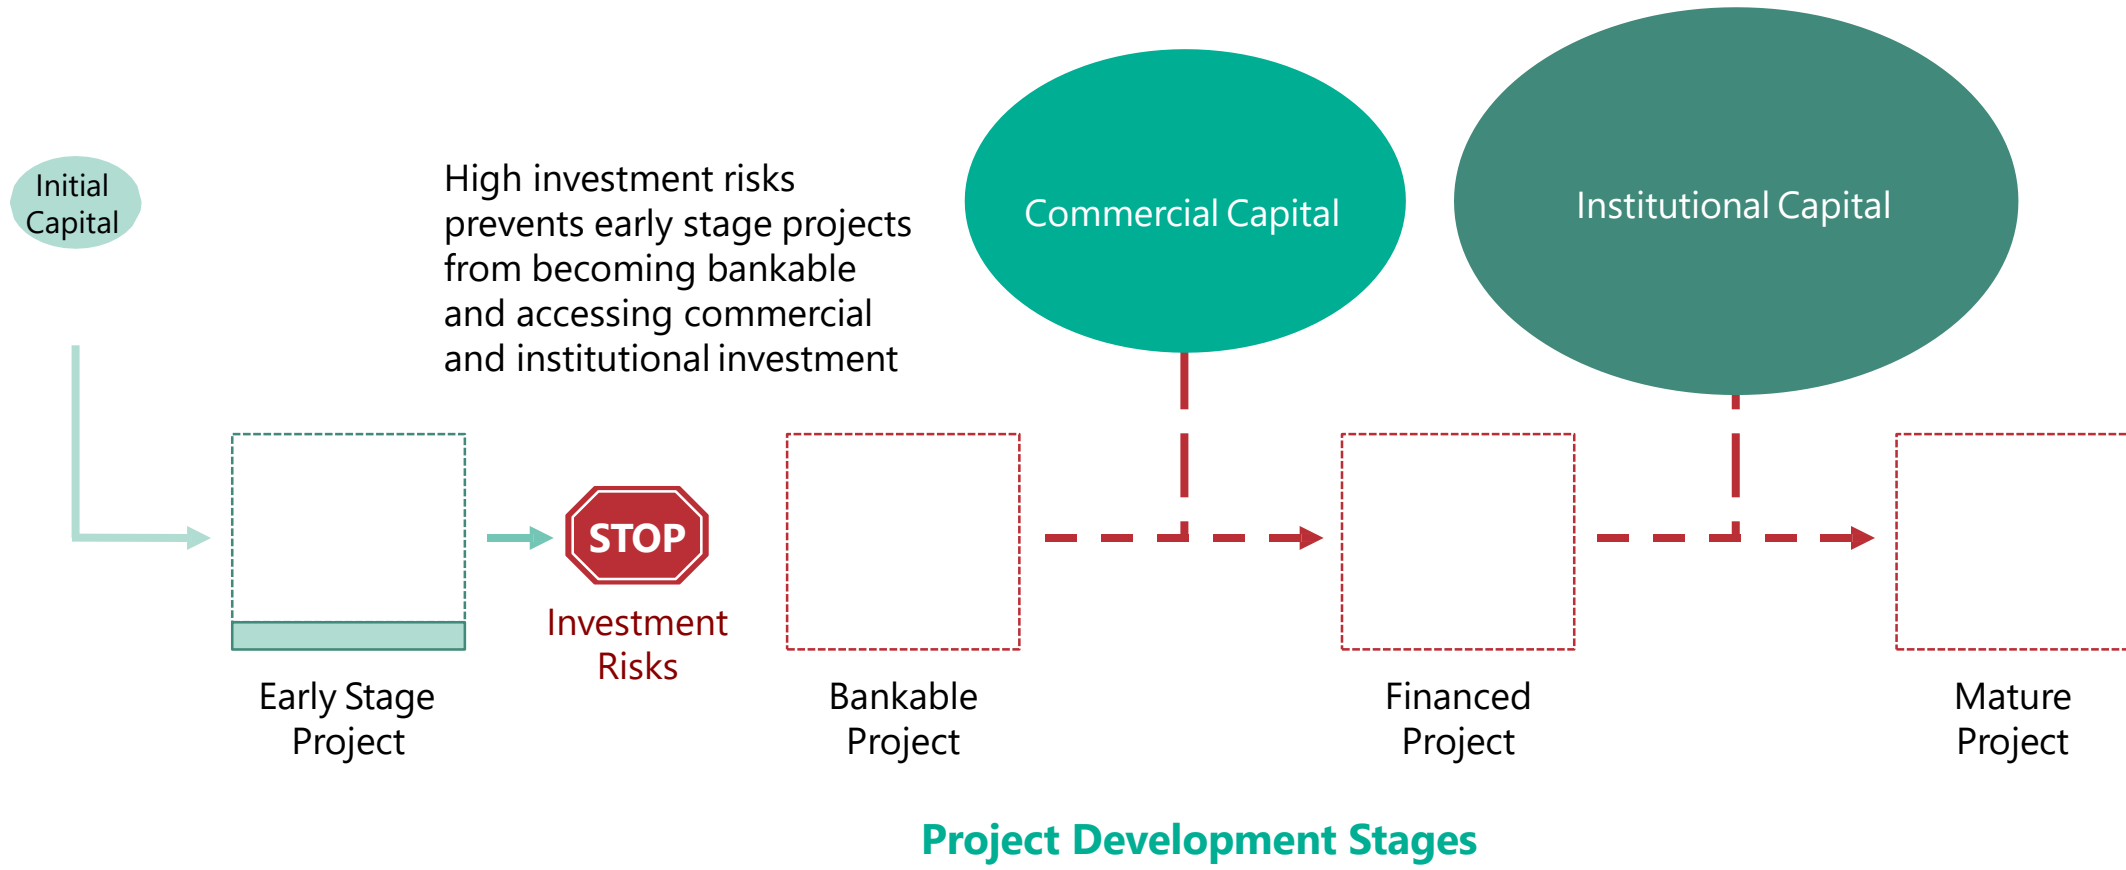 Initial
Capital
High investment risks
prevents early stage projects
from becoming bankable
and accessing commercial
and institutional investment
Commercial Capital
Institutional Capital
STOP
Investment
Risks
Early Stage
Project
Bankable
Project
Financed
Project
Mature
Project
Project Development Stages